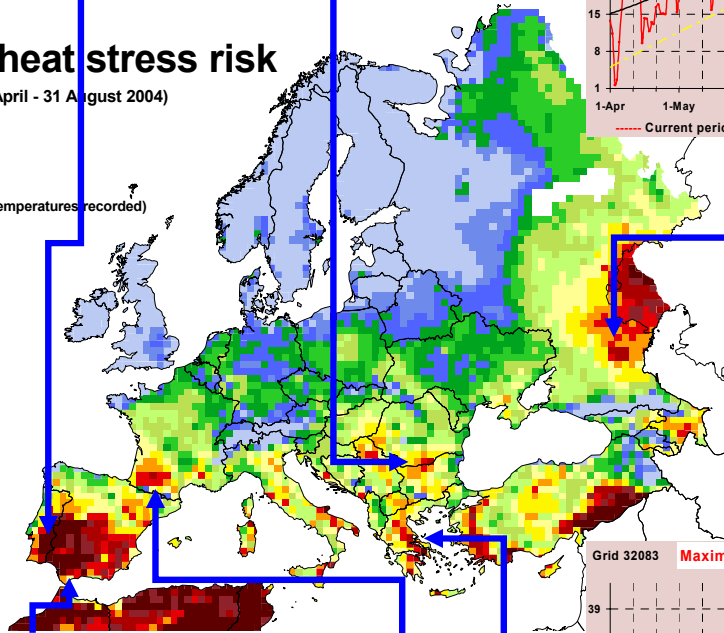 heat stress risk
April - 31 August 2004)
emperatures recorded)
15
8
1
1-Apr 1-May
------ Current peri
Grid 32083 Maxim
39